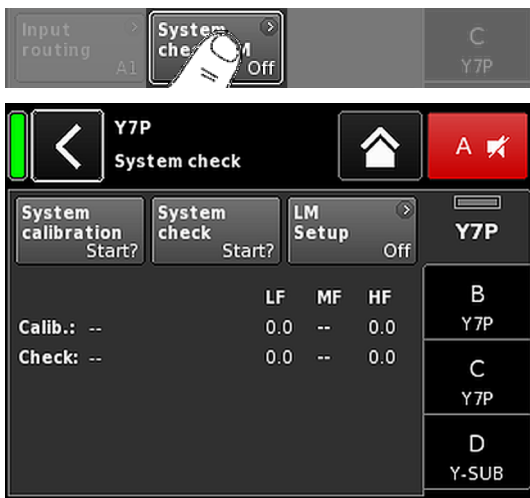 Input
routing
A1
System
Off
C
Y7P
Y7P
System check
A
System
calibration
Start?
System
check
Start?
LM
Setup
Off
Y7P
LF MF HF
Calib.: -- 0.0 -- 0.0
Check: -- 0.0 -- 0.0
B
Y7P
C
Y7P
D
Y-SUB